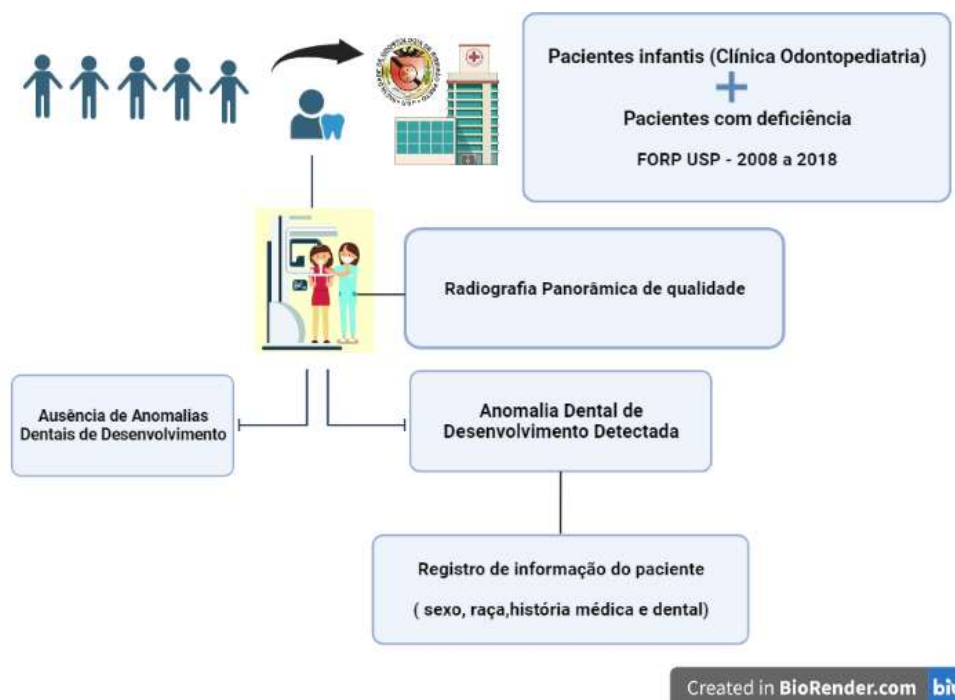 Pacientes infantis (Clínica Odontopediatria)
Pacientes com deficiência
FORP USP - 2008 a 2018
Radiografia Panorâmica de qualidade
Ausência de Anomalias
Dentais de Desenvolvimento
Anomalia Dental de
Desenvolvimento Detectada
Registro de informação do paciente
( sexo, raça,história médica e dental)
Created in BioRender.com